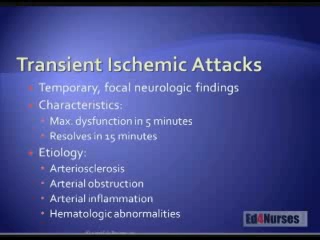 Transient Ischemic Attacks
Temporary, focal neurologic findings
Characteristics:
Max. dysfunction in 5 minutes
Resolves in 15 minutes
Etiology:
Arteriosclerosis
Arterial obstruction
Arterial inflammation
Hematologic abnormalities
Ed4Nurses